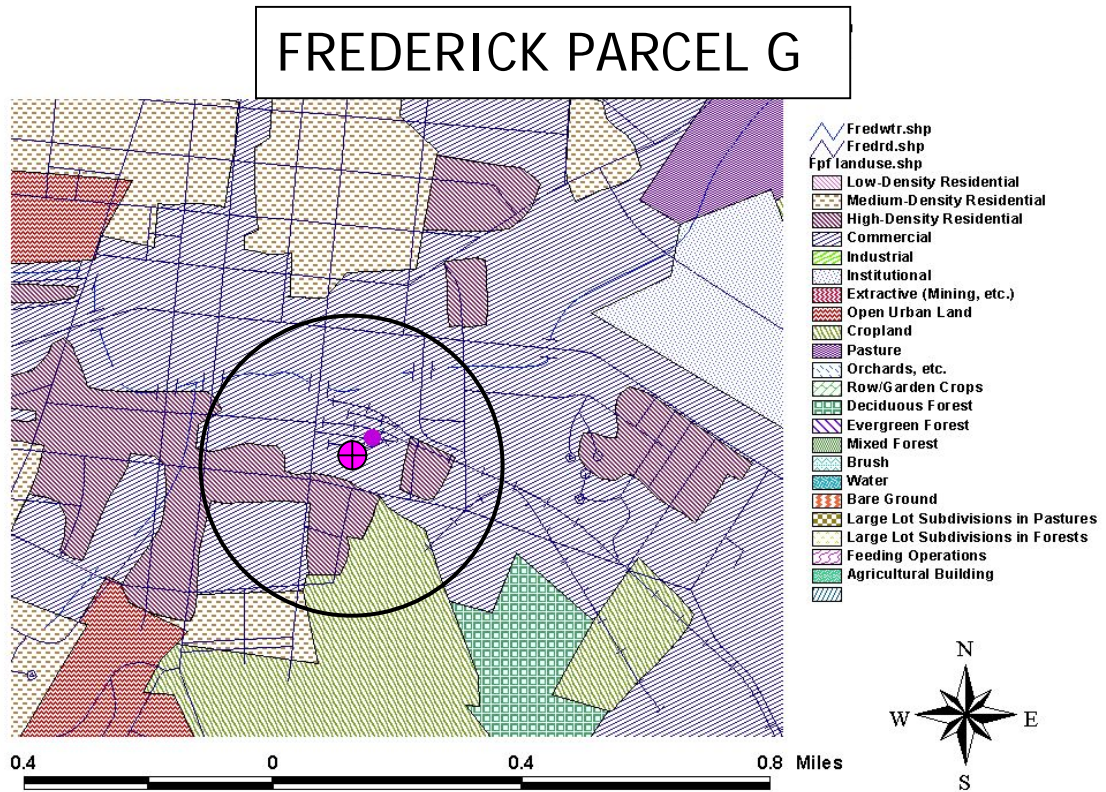 FREDERICK PARCEL G
Fredwtr.shp
Fredrd.shp
Fpf landuse.shp
Low-Density Residential
Medium-Density Residential
High-Density Residential
Commercial
Industrial
Institutional
Extractive (Mining, etc.)
Open Urban Land
Cropland
Pasture
Orchards, etc.
Row/Garden Crops
Deciduous Forest
Evergreen Forest
Mixed Forest
Brush
Water
Bare Ground
Large Lot Subdivisions in Pastures
Large Lot Subdivisions in Forests
Feeding Operations
Agricultural Building
N
W E
S
0.4 0 0.4 0.8 Miles